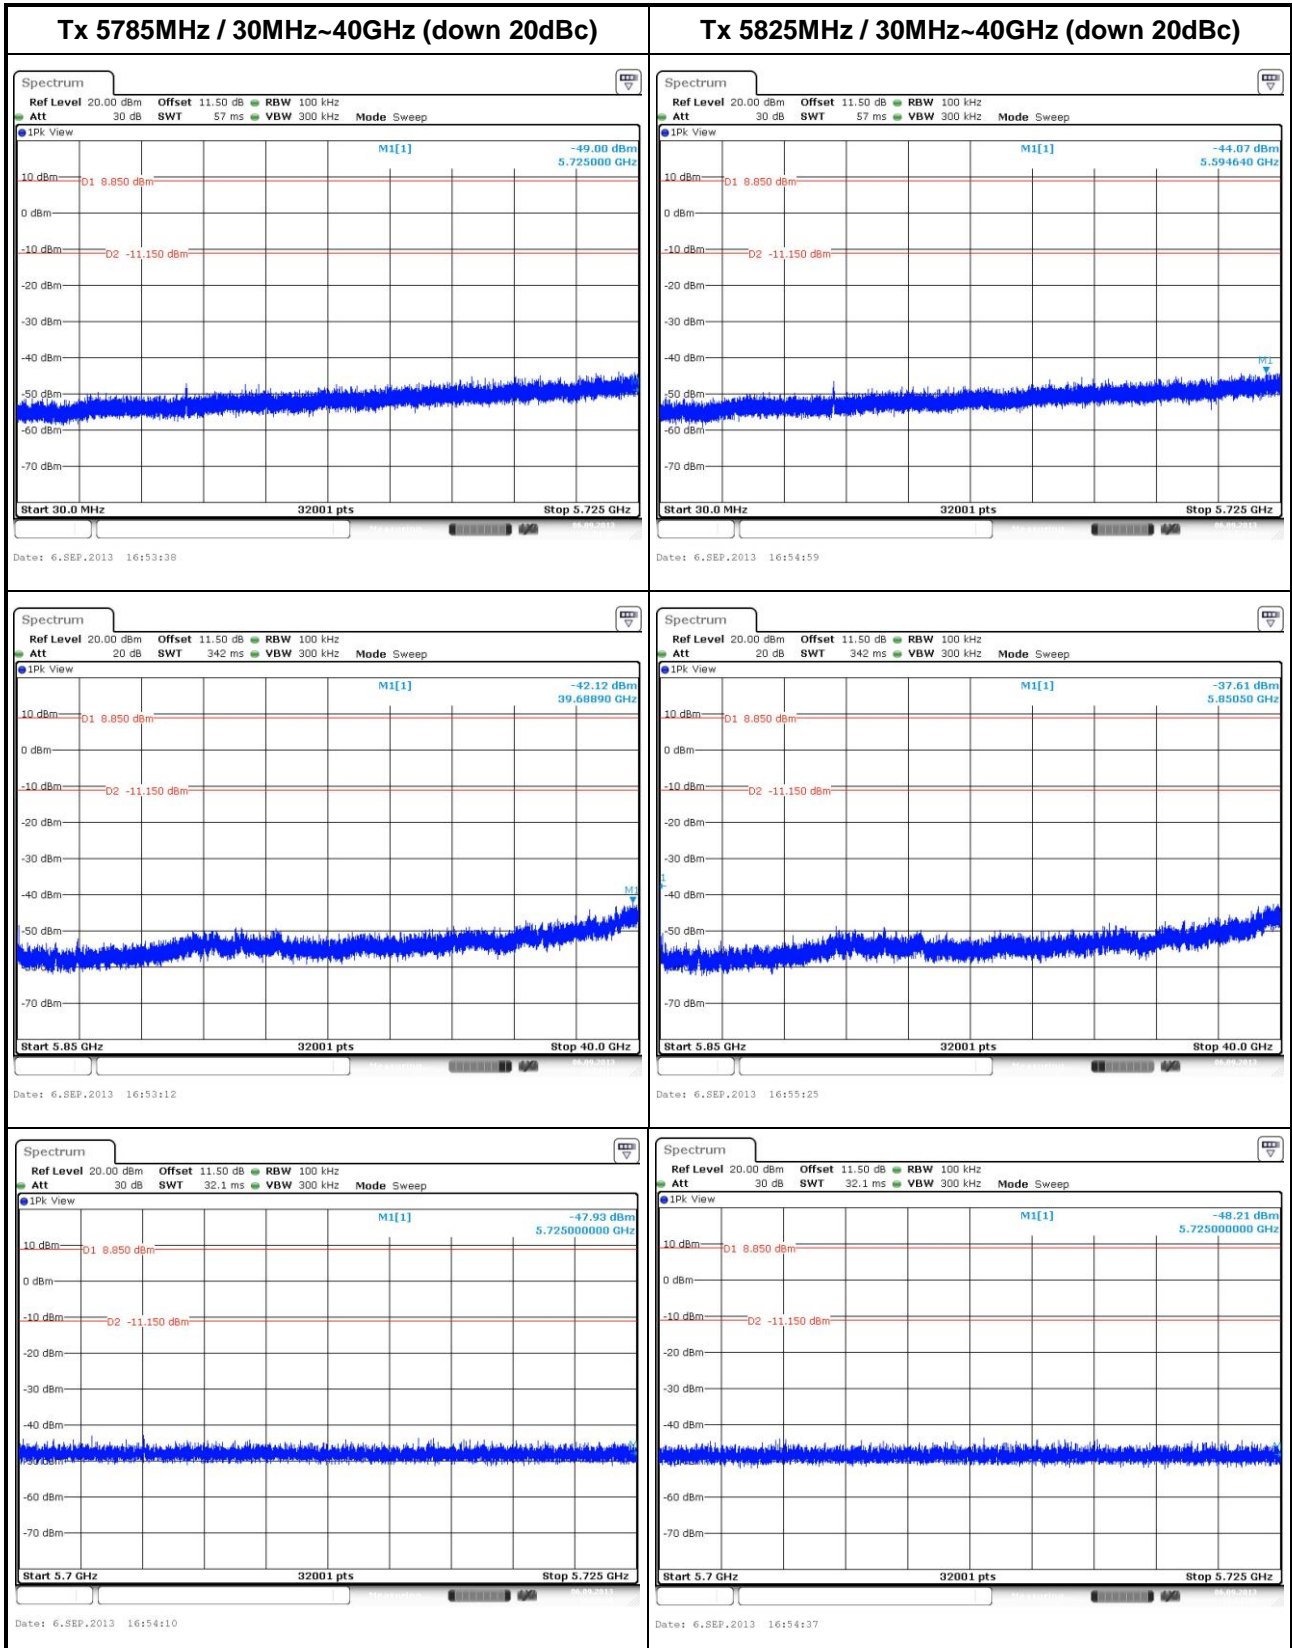 Tx 5785MHz / 30MHz~40GHz (down 20dBc)
Tx 5825MHz / 30MHz~40GHz (down 20dBc)
Spectrum
Ref Level 20.00 dBm Offset 11.50 dB RBW 100 kHz
Att 30 dB SWT 57 ms VBW 300 kHz Mode Sweep
1Pk View
M1[1] -49.00 dBm
5.725000 GHz
10 dBm
D1 8.850 dBm
0 dBm
-10 dBm
D2 -11.150 dBm
-20 dBm
-30 dBm
-40 dBm
-50 dBm
-60 dBm
-70 dBm
Start 30.0 MHz 32001 pts Stop 5.725 GHz
Date: 6.SEP.2013 16:53:38
Spectrum
Ref Level 20.00 dBm Offset 11.50 dB RBW 100 kHz
Att 30 dB SWT 57 ms VBW 300 kHz Mode Sweep
1Pk View
M1[1] -44.07 dBm
5.594640 GHz
10 dBm
D1 8.850 dBm
0 dBm
-10 dBm
D2 -11.150 dBm
-20 dBm
-30 dBm
-40 dBm
M1
-50 dBm
-60 dBm
-70 dBm
Start 30.0 MHz 32001 pts Stop 5.725 GHz
Date: 6.SEP.2013 16:54:59
Spectrum
Ref Level 20.00 dBm Offset 11.50 dB RBW 100 kHz
Att 20 dB SWT 342 ms VBW 300 kHz Mode Sweep
1Pk View
M1[1] -42.12 dBm
39.68890 GHz
10 dBm
D1 8.850 dBm
0 dBm
-10 dBm
D2 -11.150 dBm
-20 dBm
-30 dBm
-40 dBm
M1
-50 dBm
-70 dBm
Start 5.85 GHz 32001 pts Stop 40.0 GHz
Date: 6.SEP.2013 16:53:12
Spectrum
Ref Level 20.00 dBm Offset 11.50 dB RBW 100 kHz
Att 20 dB SWT 342 ms VBW 300 kHz Mode Sweep
1Pk View
M1[1] -37.61 dBm
5.85050 GHz
10 dBm
D1 8.850 dBm
0 dBm
-10 dBm
D2 -11.150 dBm
-20 dBm
-30 dBm
-40 dBm
-50 dBm
-70 dBm
Start 5.85 GHz 32001 pts Stop 40.0 GHz
Date: 6.SEP.2013 16:55:25
Spectrum
Ref Level 20.00 dBm Offset 11.50 dB RBW 100 kHz
Att 30 dB SWT 32.1 ms VBW 300 kHz Mode Sweep
1Pk View
M1[1] -47.93 dBm
5.725000000 GHz
10 dBm
D1 8.850 dBm
0 dBm
-10 dBm
D2 -11.150 dBm
-20 dBm
-30 dBm
-40 dBm
-60 dBm
-70 dBm
Start 5.7 GHz 32001 pts Stop 5.725 GHz
Date: 6.SEP.2013 16:54:10
Spectrum
Ref Level 20.00 dBm Offset 11.50 dB RBW 100 kHz
Att 30 dB SWT 32.1 ms VBW 300 kHz Mode Sweep
1Pk View
M1[1] -48.21 dBm
5.725000000 GHz
10 dBm
D1 8.850 dBm
0 dBm
-10 dBm
D2 -11.150 dBm
-20 dBm
-30 dBm
-40 dBm
-60 dBm
-70 dBm
Start 5.7 GHz 32001 pts Stop 5.725 GHz
Date: 6.SEP.2013 16:54:37